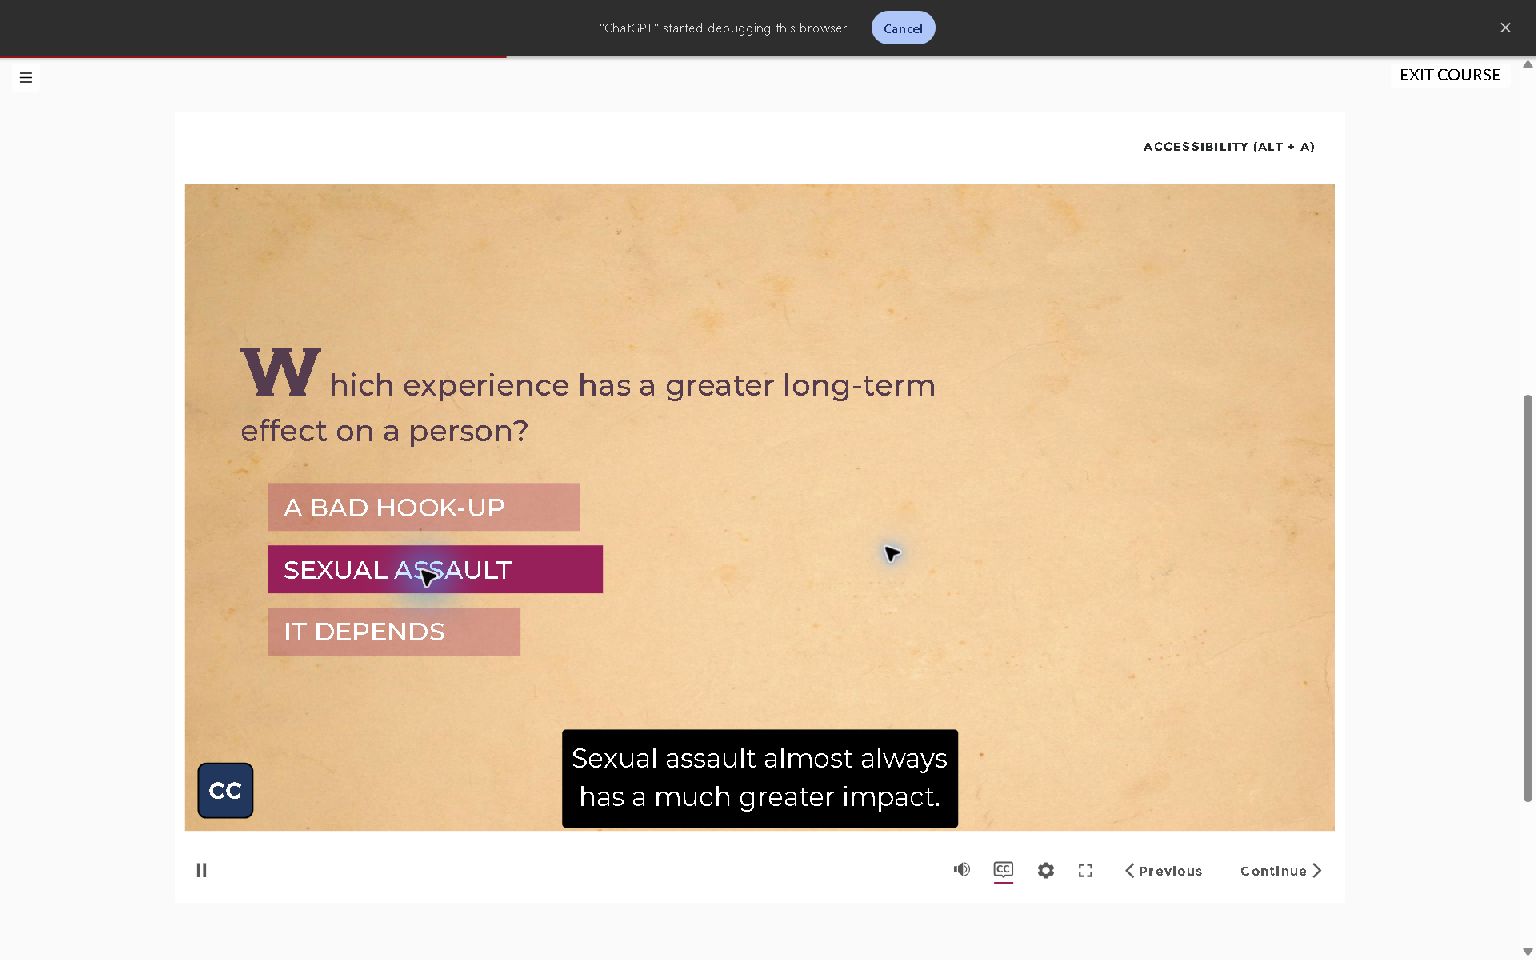 "ChatGPT" started debugging this browser
Cancel
EXIT COURSE
ACCESSIBILITY (ALT + A)
Which experience has a greater long-term
effect on a person?
A BAD HOOK-UP
SEXUAL ASSAULT
IT DEPENDS
Sexual assault almost always
has a much greater impact.
CC
CC
Previous
Continue